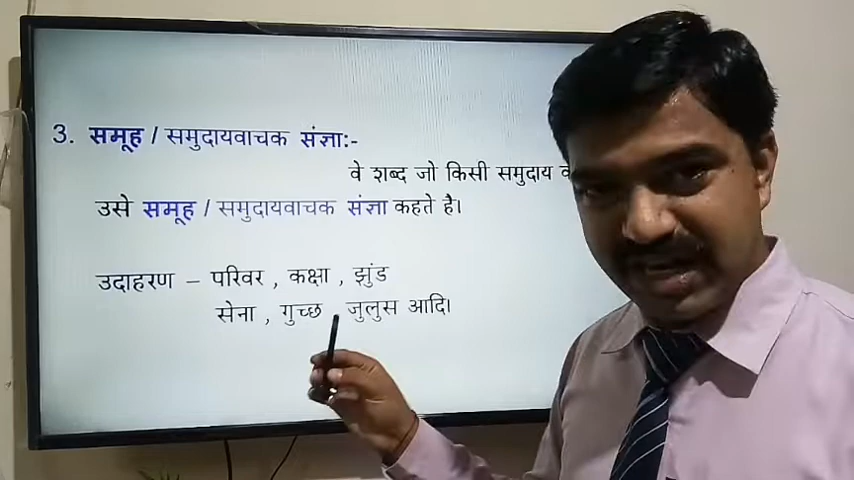 3. समूह / समुदायवाचक संज्ञा:-
वे शब्द जो किसी समुदाय
उसे समूह / समुदायवाचक संज्ञा कहते है।
उदाहरण – परिवर , कक्षा , झुंड
सेना , गुच्छ , जुलुस आदि।